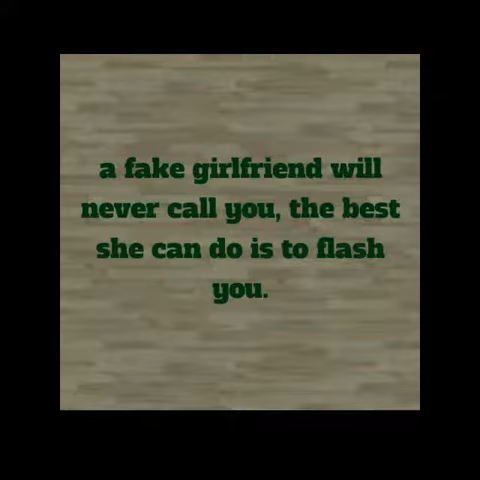 a fake girlfriend will
never call you, the best
she can do is to flash
you.